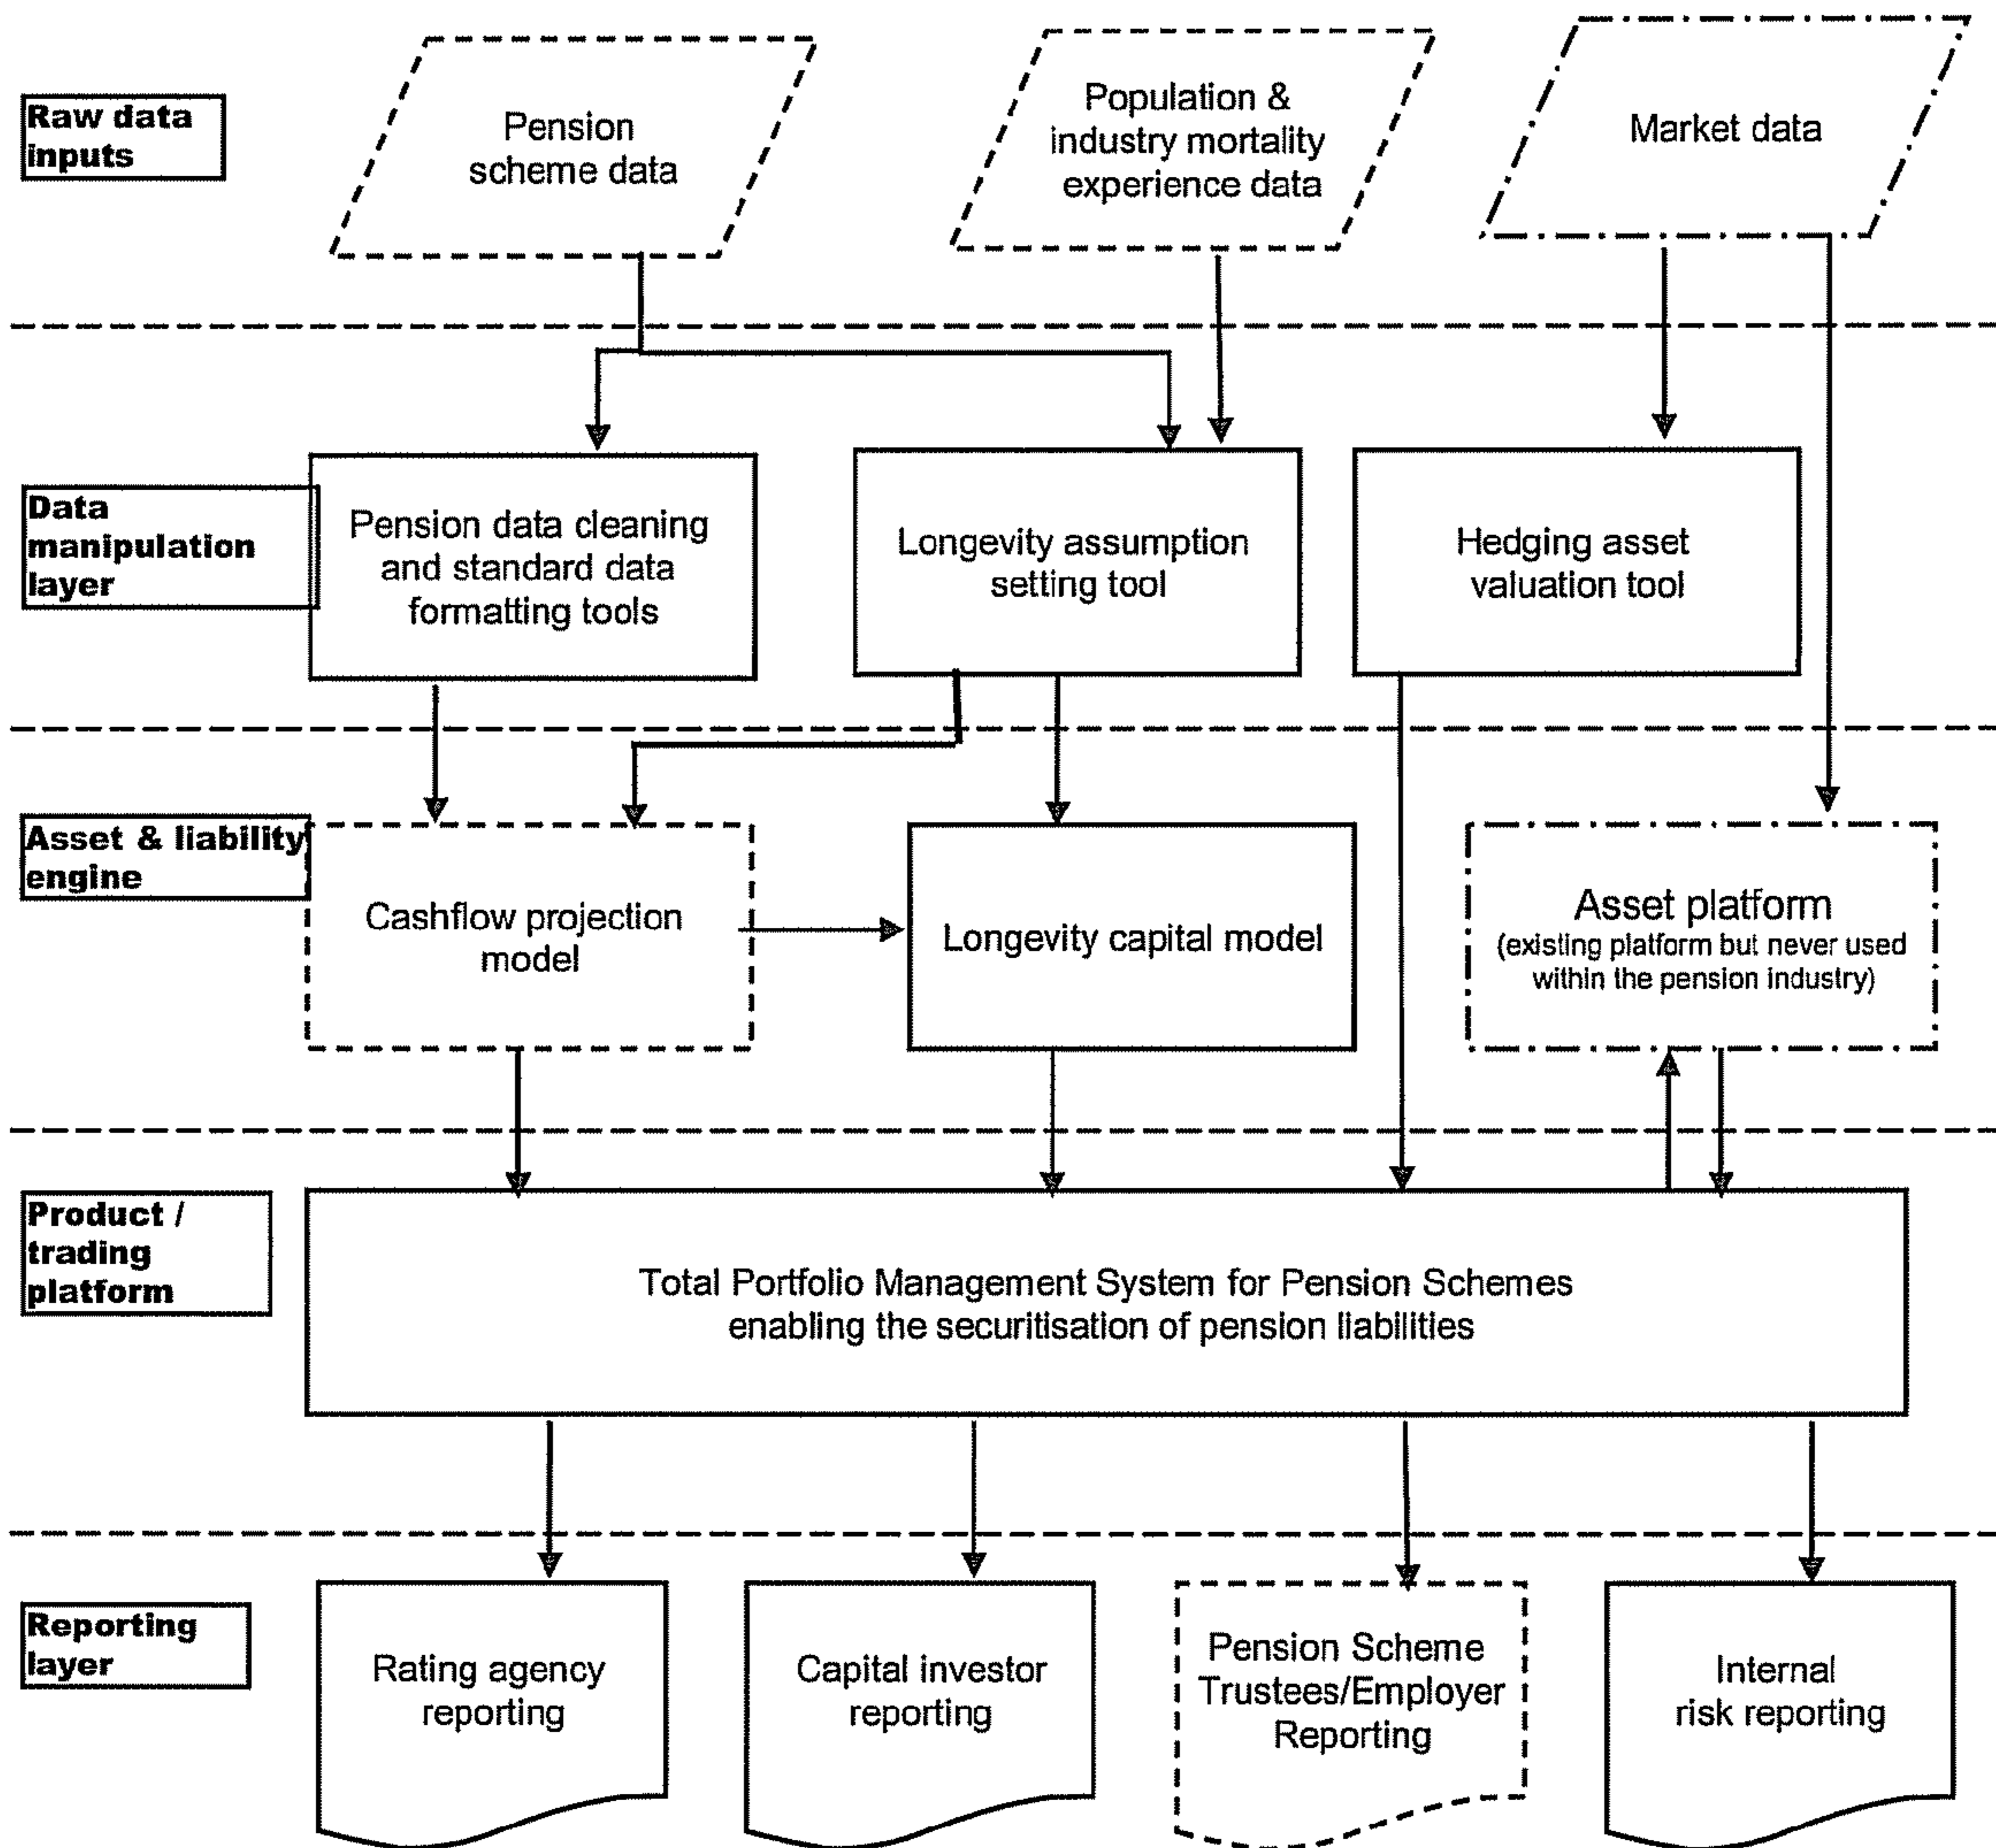 Raw data
inputs
Pension
scheme data
Population &
industry mortality
experience data
Market data
Data
manipulation
layer
Pension data cleaning
and standard data
formatting tools
Longevity assumption
setting tool
Hedging asset
valuation tool
Asset & liability
engine
Cashflow projection
model
Longevity capital model
Asset platform
(existing platform but never used
within the pension industry)
Product /
trading
platform
Total Portfolio Management System for Pension Schemes
enabling the securitisation of pension liabilities
Reporting
layer
Rating agency
reporting
Capital investor
reporting
Pension Scheme
Trustees/Employer
Reporting
Internal
risk reporting